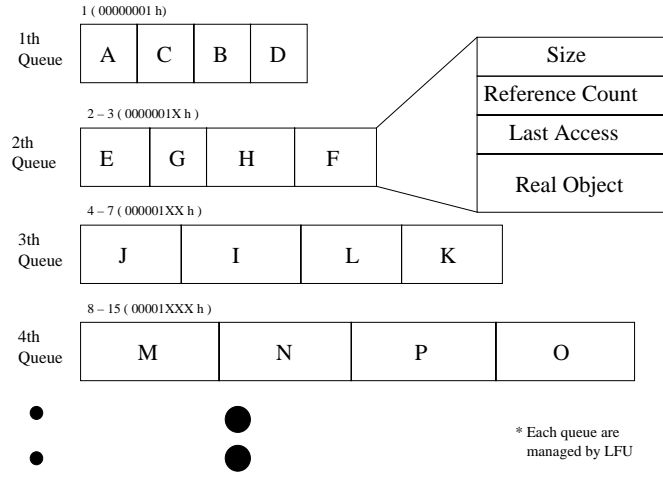 1 ( 00000001 h)
1th
Queue
A C B D
2 – 3 ( 0000001X h )
2th
Queue
E G H F
Size
Reference Count
Last Access
Real Object
4 – 7 ( 000001XX h )
3th
Queue
J I L K
8 – 15 ( 00001XXX h )
4th
Queue
M N P O
* Each queue are
managed by LFU